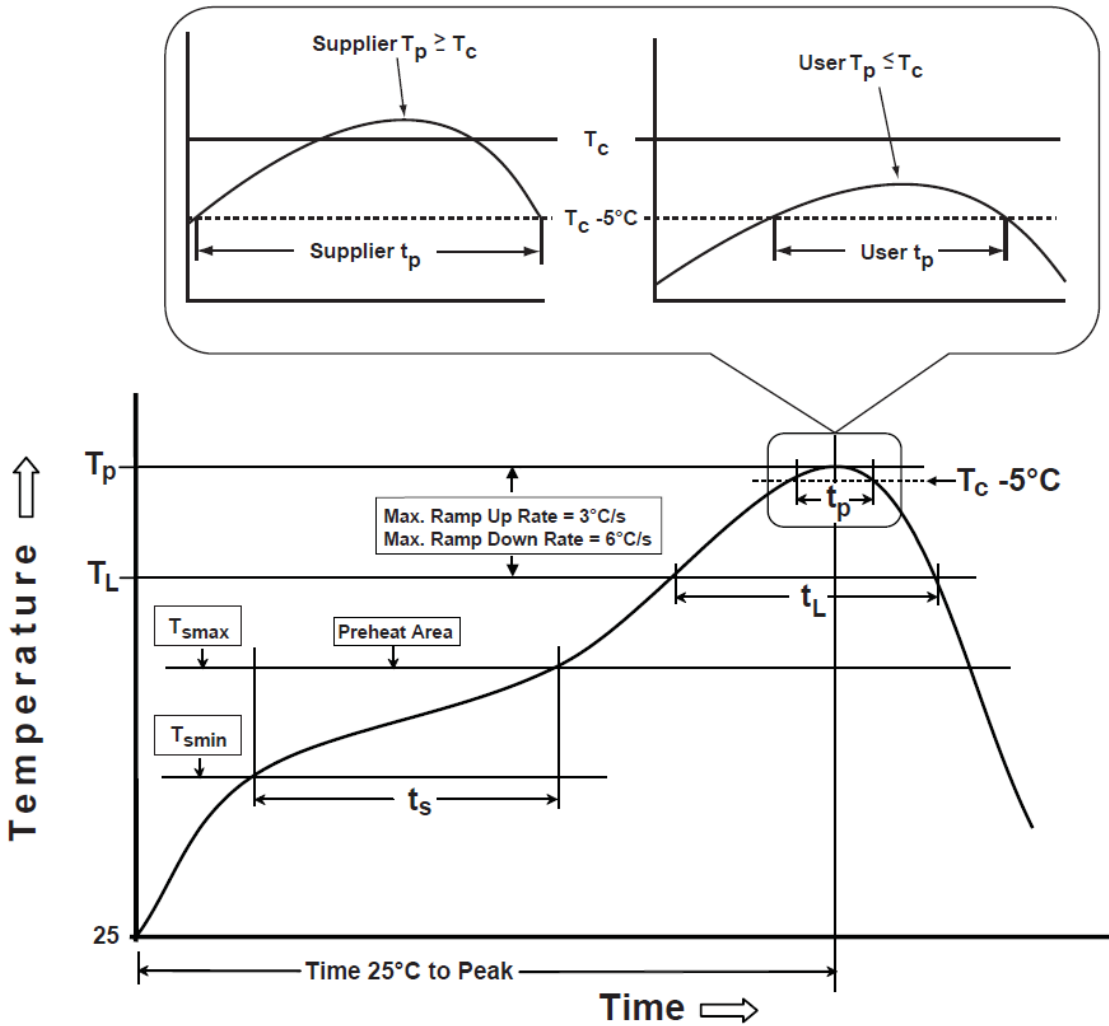 Supplier Tp ≥ Tc
User Tp ≤ Tc
Tc
Tc -5°C
Supplier tp
User tp
Tp
Tc -5°C
tp
Max. Ramp Up Rate = 3°C/s
Max. Ramp Down Rate = 6°C/s
TL
tL
Tsmax
Preheat Area
Tsmin
ts
Temperature
25
Time 25°C to Peak
Time